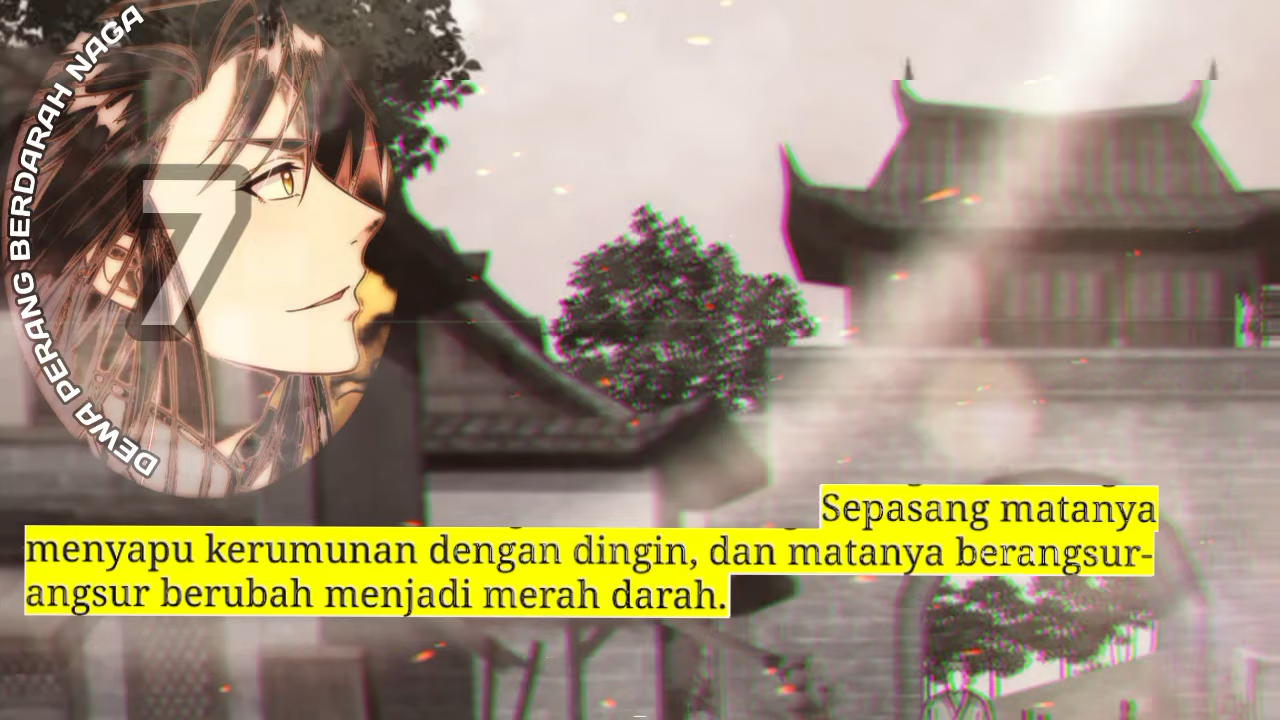 DEWA PERANG BERDARAH NAGA
7
Sepasang matanya
menyapu kerumunan dengan dingin, dan matanya berangsur-
angsur berubah menjadi merah darah.